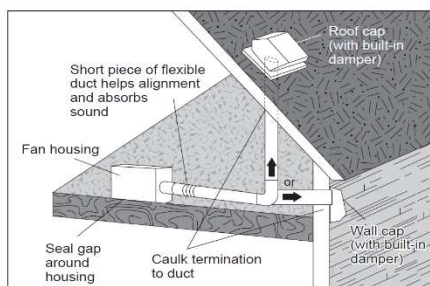 Roof cap
(with built-in
damper)
Short piece of flexible
duct helps alignment
and absorbs
sound
Fan housing
or
Seal gap
around
housing
Caulk termination
to duct
Wall cap
(with built-in
damper)